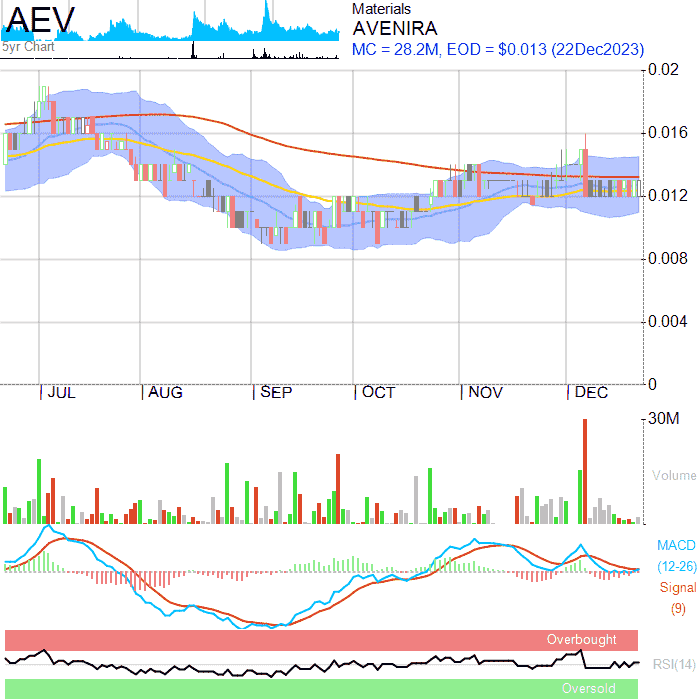 AEV
5yr Chart
Materials
AVENIRA
MC = 28.2M, EOD = $0.013 (22Dec2023)
0.02
0.016
0.012
0.008
0.004
0
JUL AUG SEP OCT NOV DEC
30M
Volume
MACD
(12-26)
Signal
(9)
Overbought
RSI(14)
Oversold